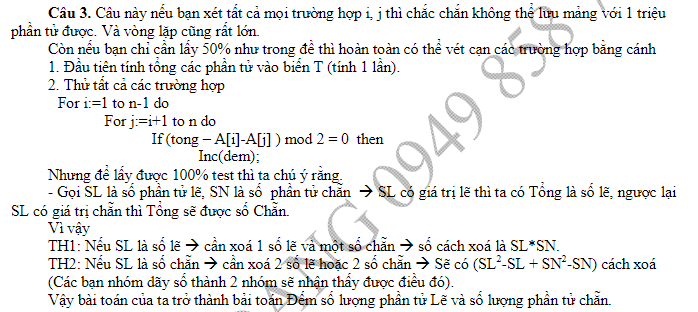 Câu 3. Câu này nếu bạn xét tất cả mọi trường hợp i, j thì chắc chắn không thể lưu mảng với 1 triệu
phần tử được. Và vòng lặp cũng rất lớn.
Còn nếu bạn chỉ cần lấy 50% như trong đề thì hoàn toàn có thể vét cạn các trường hợp bằng cánh
1. Đầu tiên tính tổng các phần tử vào biến T (tính 1 lần).
2. Thử tất cả các trường hợp
For i:=1 to n-1 do
For j:=i+1 to n do
If (tong – A[i]-A[j] ) mod 2 = 0 then
Inc(dem);
Nhưng để lấy được 100% test thì ta chú ý rằng.
- Gọi SL là số phần tử lẽ, SN là số phần tử chẵn → SL có giá trị lẽ thì ta có Tổng là số lẽ, ngược lại
SL có giá trị chẵn thì Tổng sẽ được số Chẵn.
Vì vậy
TH1: Nếu SL là số lẽ → cần xoá 1 số lẽ và một số chẵn → số cách xoá là SL*SN.
TH2: Nếu SL là số chẵn → cần xoá 2 số lẽ hoặc 2 số chẵn → Sẽ có (SL²-SL + SN²-SN) cách xoá
(Các bạn nhóm dãy số thành 2 nhóm sẽ nhận thấy được điều đó).
Vậy bài toán của ta trở thành bài toán Đếm số lượng phần tử Lẽ và số lượng phần tử chẵn.
ANG 0949 858